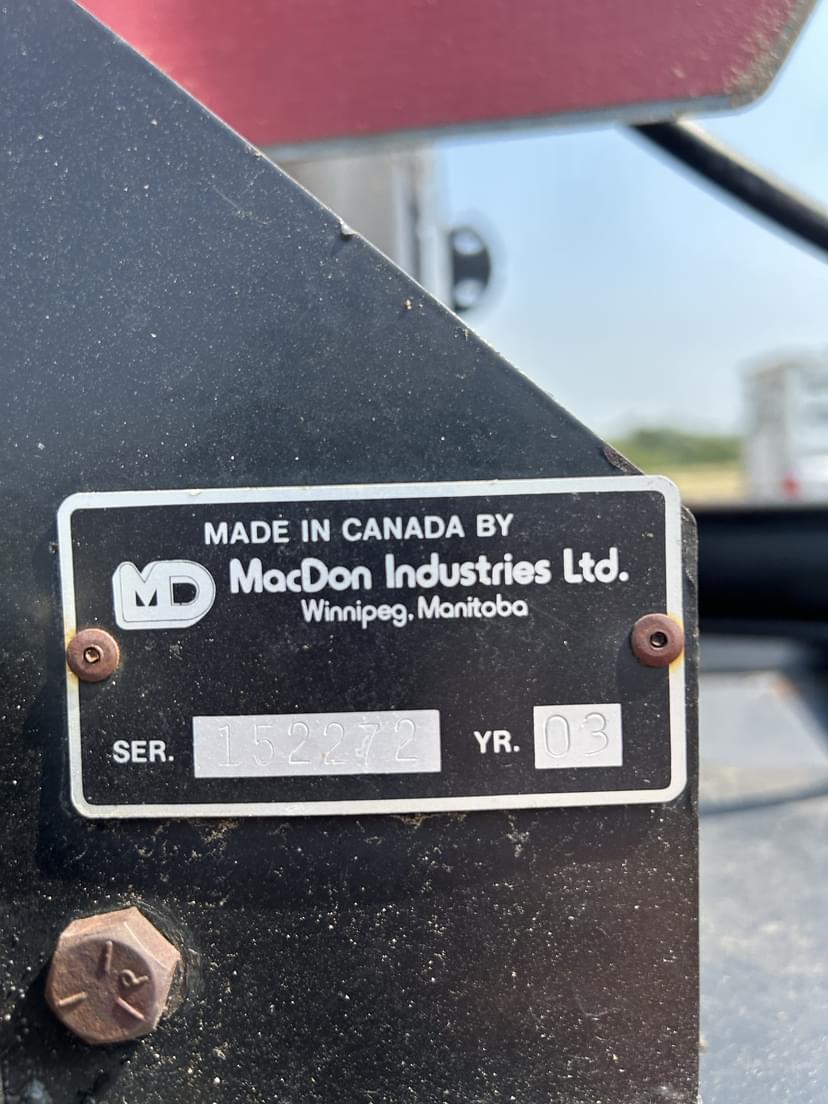 MADE IN CANADA BY
MD MacDon Industries Ltd.
Winnipeg, Manitoba
SER. 152272 YR. 03